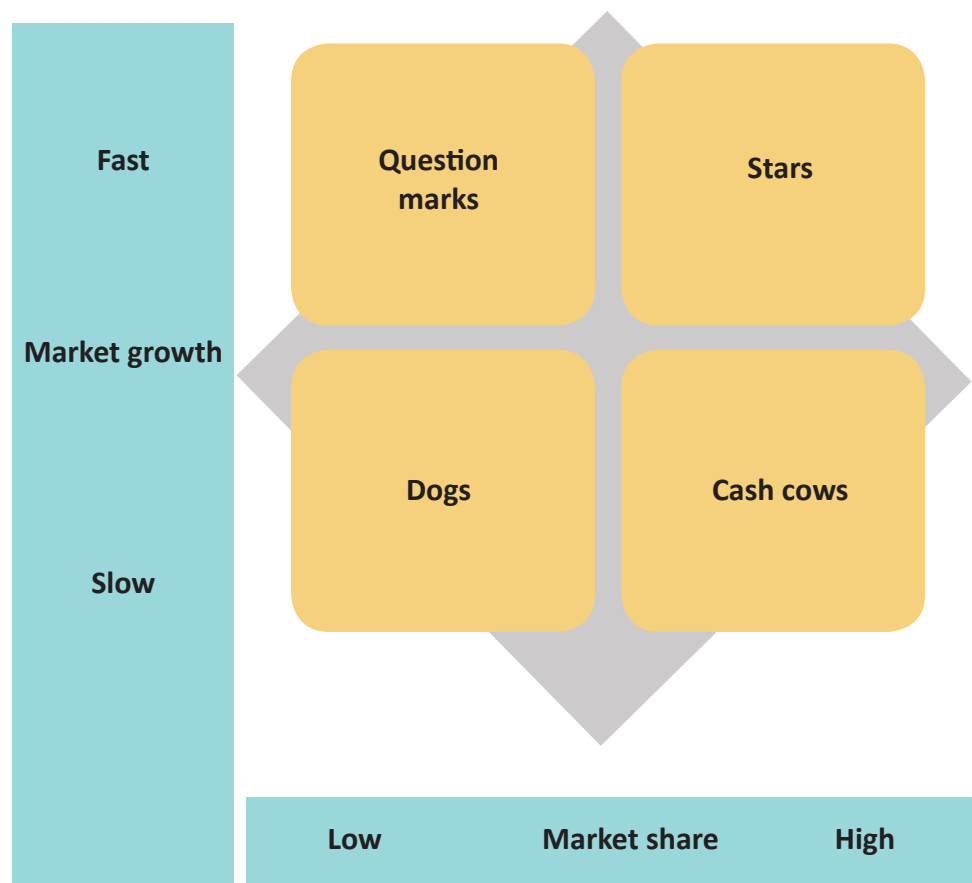 Fast
Question
marks
Stars
Market growth
Dogs
Cash cows
Slow
Low
Market share
High